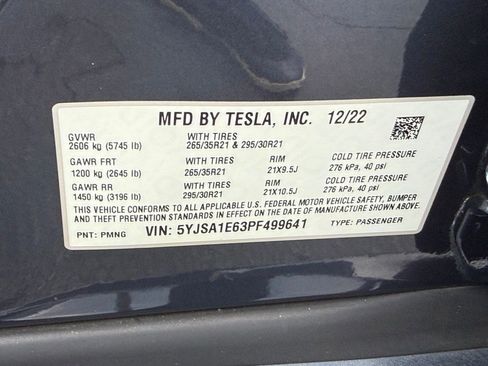 MFD BY TESLA, INC. 12/22
GVWR WITH TIRES
2606 kg (5745 lb) 265/35R21 & 295/30R21
GAWR FRT WITH TIRES RIM COLD TIRE PRESSURE
1200 kg (2645 lb) 265/35R21 21X9.5J 276 kPa, 40 psi
GAWR RR WITH TIRES RIM COLD TIRE PRESSURE
1450 kg (3196 lb) 295/30R21 21X10.5J 276 kPa, 40 psi
THIS VEHICLE CONFORMS TO ALL APPLICABLE U.S. FEDERAL MOTOR VEHICLE SAFETY, BUMPER
AND THEFT PREVENTION STANDARDS IN EFFECT ON THE DATE OF MANUFACTURE SHOWN ABOVE.
PNT: PMNG VIN: 5YJSA1E63PF499641 TYPE: PASSENGER